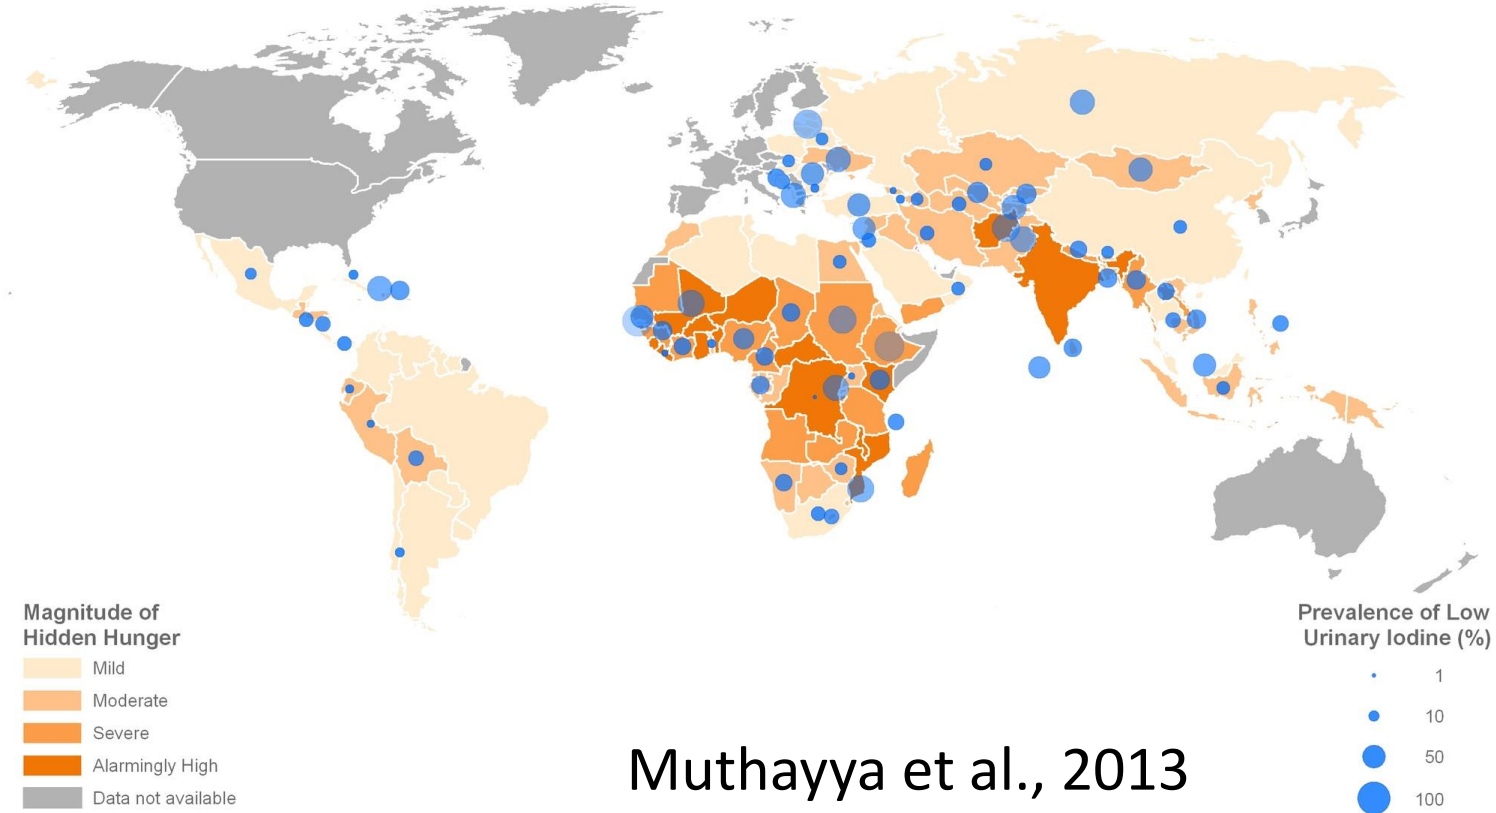 Magnitude of
Hidden Hunger
Mild
Moderate
Severe
Alarmingly High
Data not available
Muthayya et al., 2013
Prevalence of Low
Urinary Iodine (%)
1
10
50
100